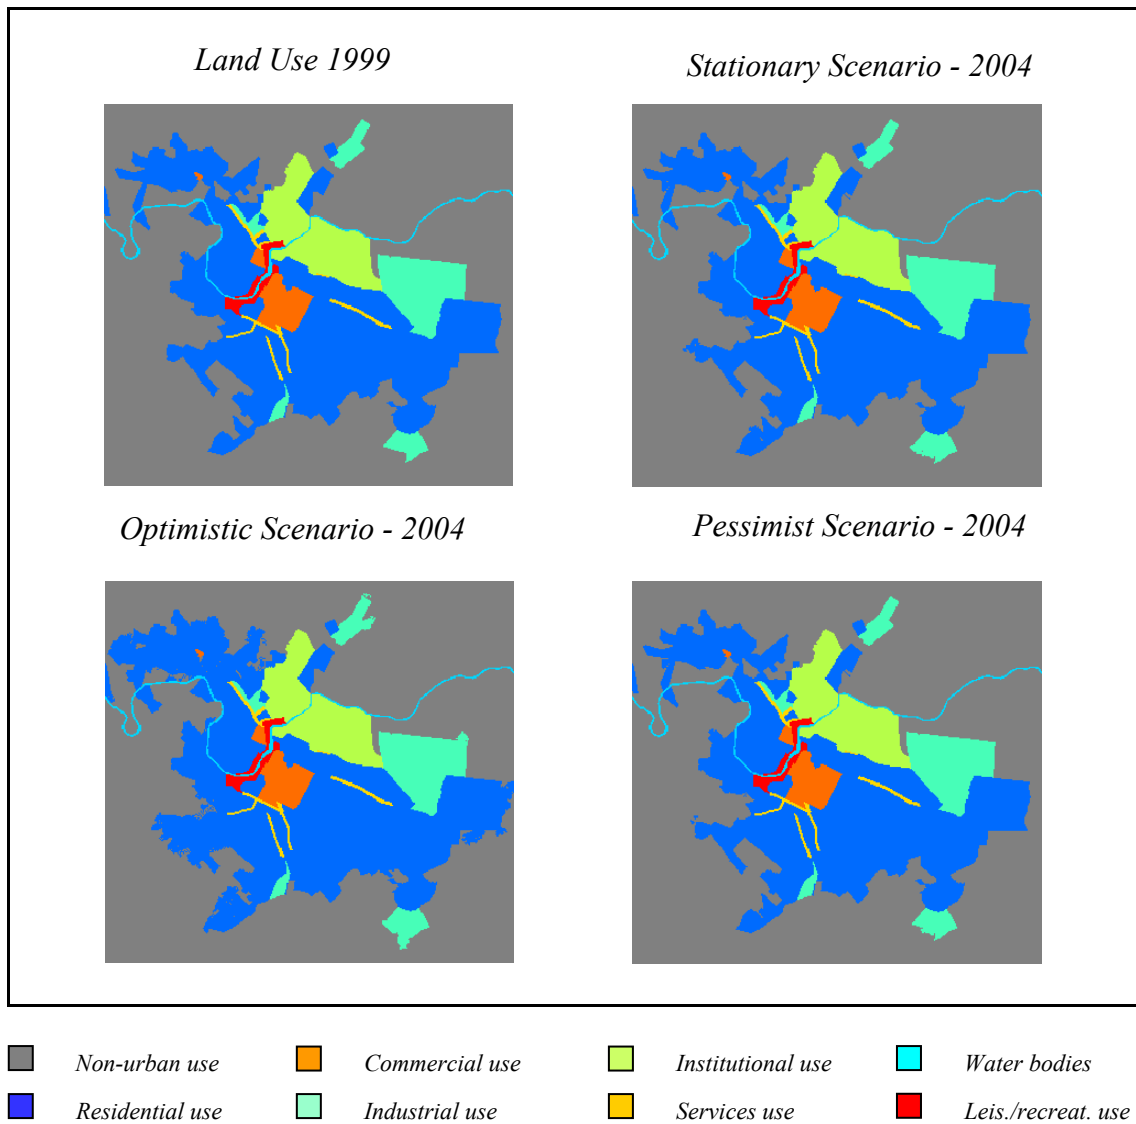 Land Use 1999
Stationary Scenario - 2004
Optimistic Scenario - 2004
Pessimist Scenario - 2004
Non-urban use
Commercial use
Institutional use
Water bodies
Residential use
Industrial use
Services use
Leis./recreat. use